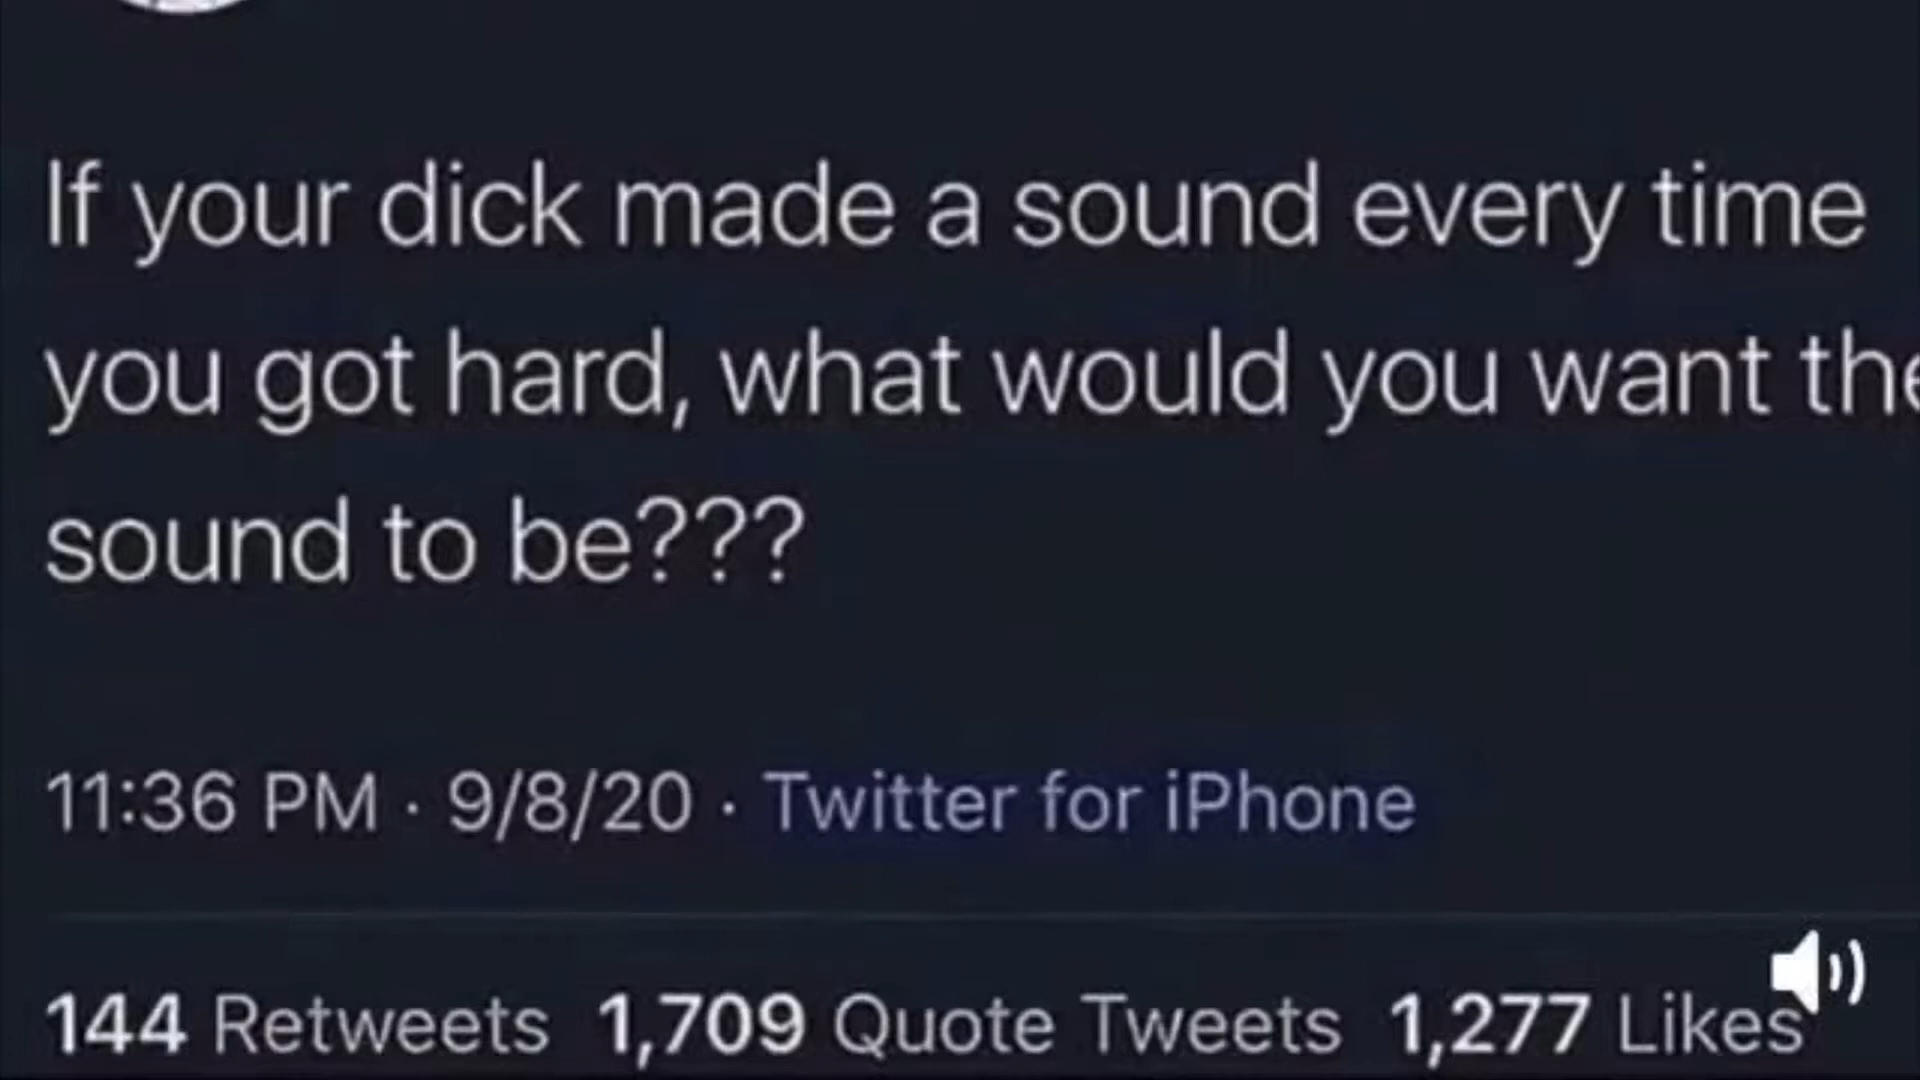 If your dick made a sound every time
you got hard, what would you want the
sound to be???
11:36 PM · 9/8/20 · Twitter for iPhone
144 Retweets 1,709 Quote Tweets 1,277 Likes